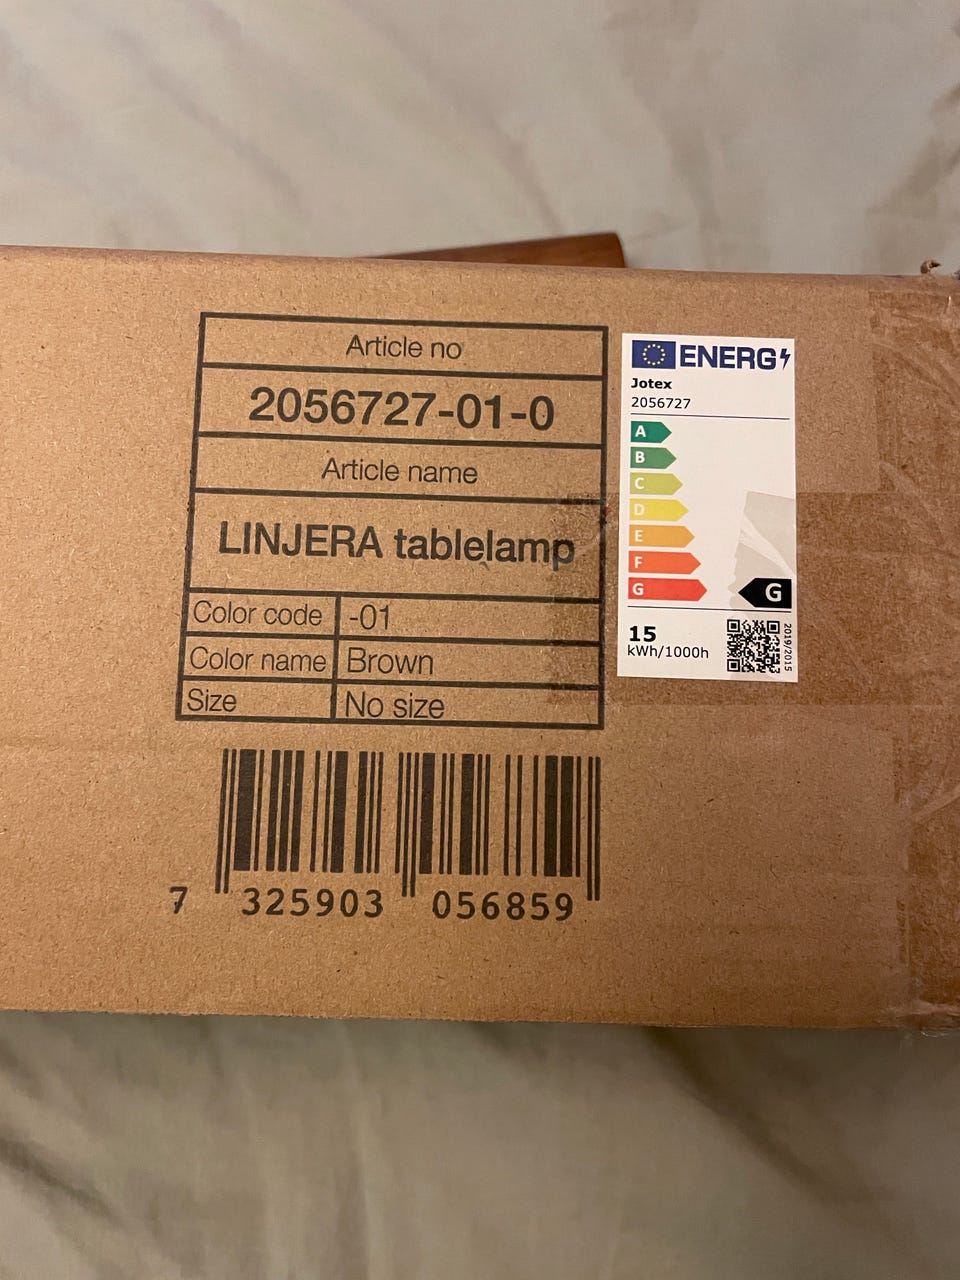 Article no
2056727-01-0
Article name
LINJERA tablelamp
Color code -01
Color name Brown
Size No size
7 325903 056859
ENERG
Jotex
2056727
A
B
C
D
E
F
G
G
15
kWh/1000h
2019/2015